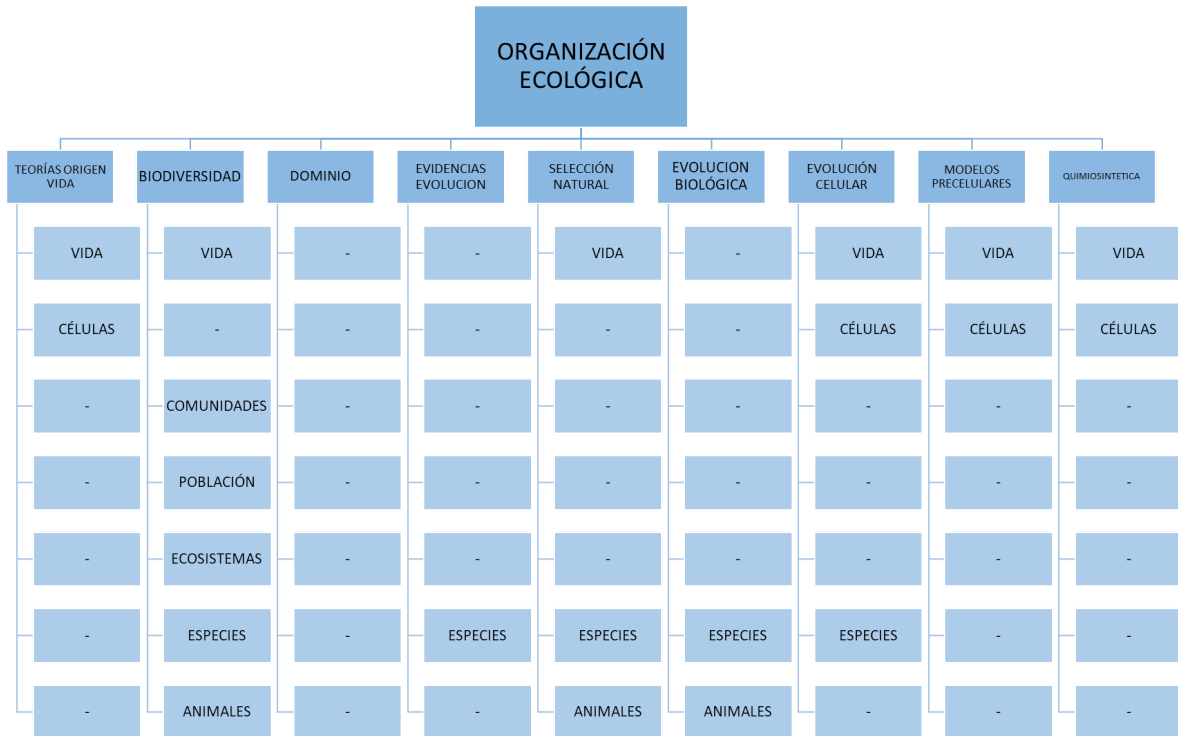 ORGANIZACIÓN
ECOLÓGICA
TEORÍAS ORIGEN
VIDA
BIODIVERSIDAD
DOMINIO
EVIDENCIAS
EVOLUCION
SELECCIÓN
NATURAL
EVOLUCION
BIOLÓGICA
EVOLUCIÓN
CELULAR
MODELOS
PRECELULARES
QUIMIOSINTETICA
VIDA VIDA - - VIDA - VIDA VIDA VIDA
CÉLULAS - - - - - CÉLULAS CÉLULAS CÉLULAS
- COMUNIDADES - - - - - - -
- POBLACIÓN - - - - - - -
- ECOSISTEMAS - - - - - - -
- ESPECIES - ESPECIES ESPECIES ESPECIES ESPECIES - -
- ANIMALES - - ANIMALES ANIMALES - - -